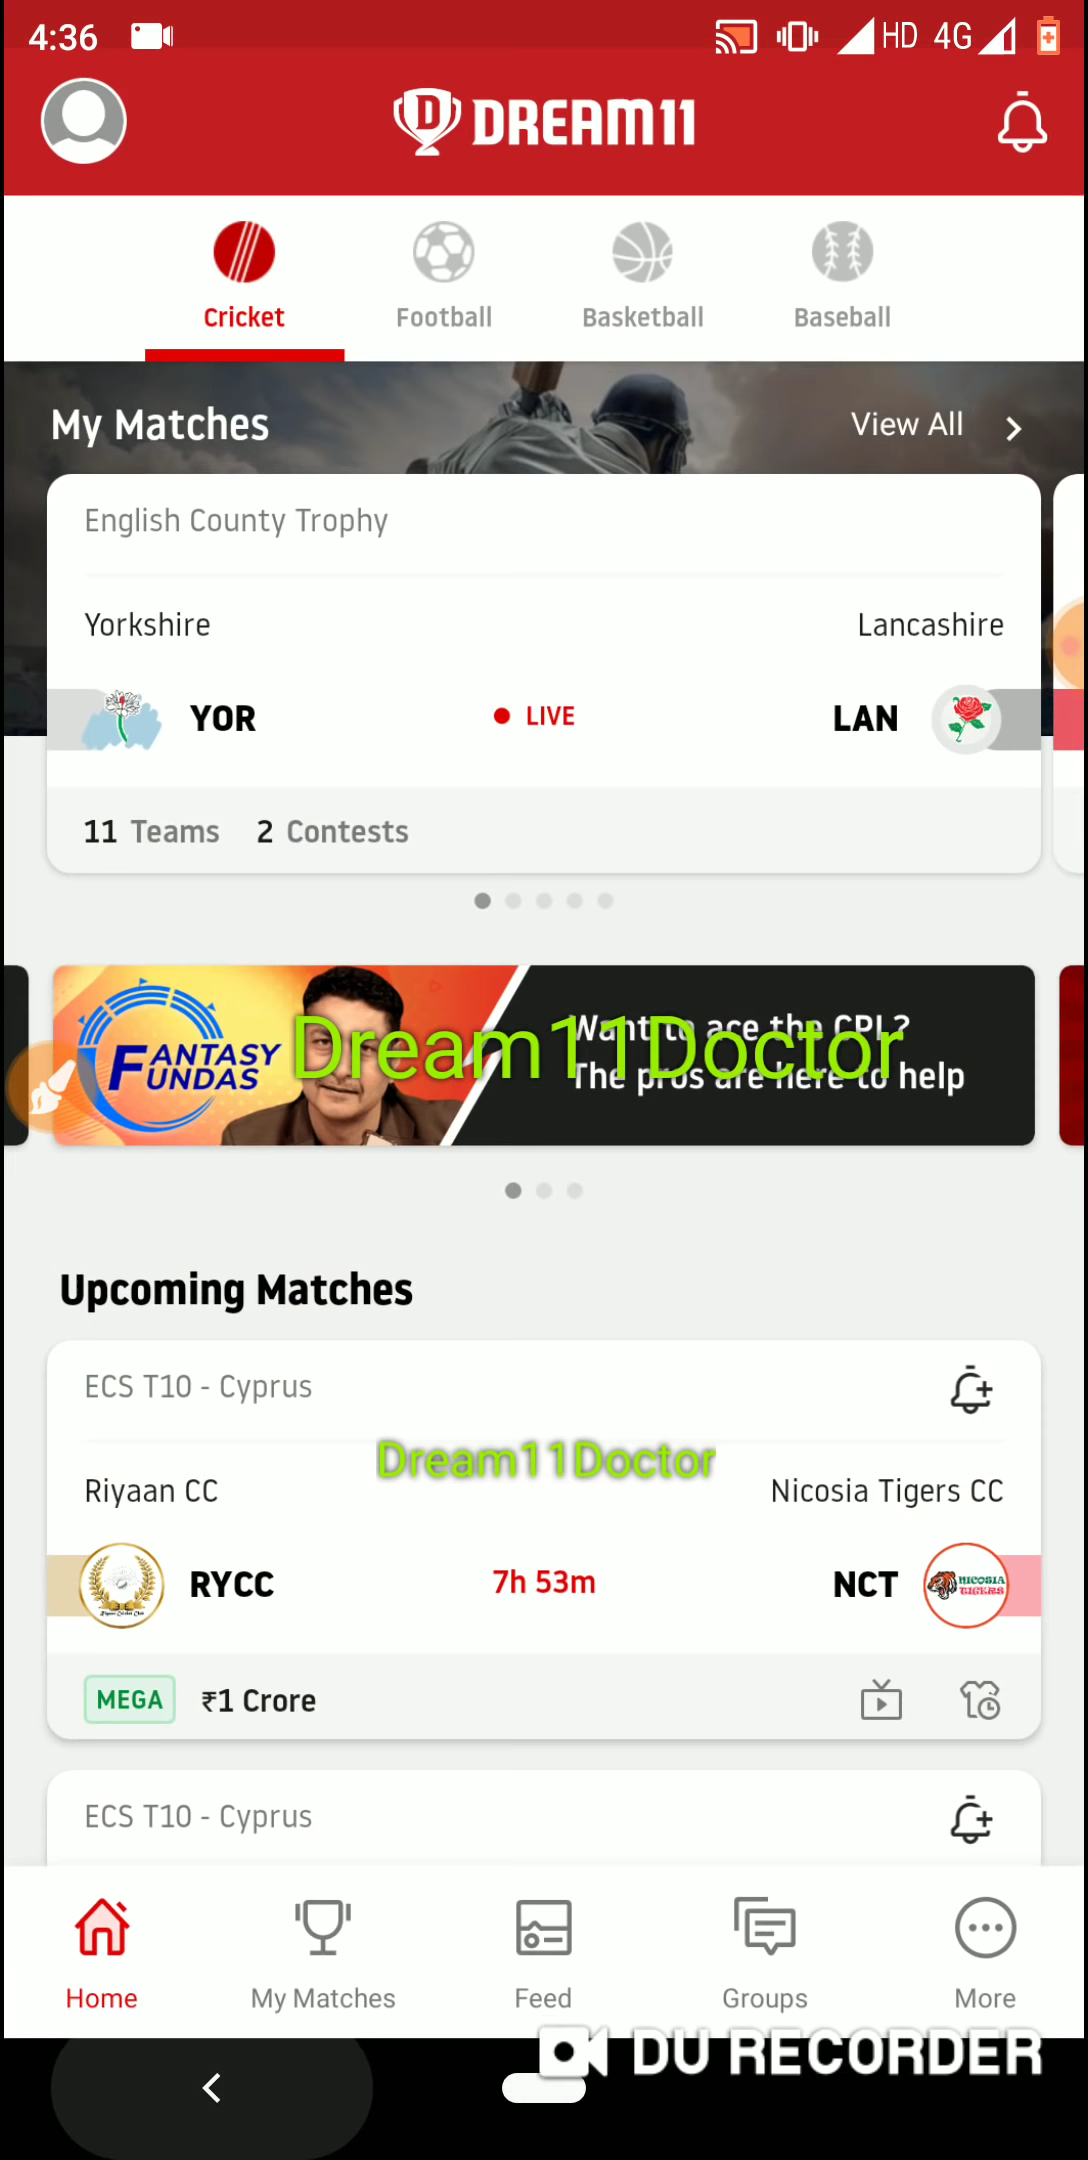 4:36 HD 4G
DREAM11
Cricket Football Basketball Baseball
My Matches View All
English County Trophy
Yorkshire Lancashire
YOR LIVE LAN
11 Teams 2 Contests
FANTASY FUNDAS
Want to ace the CPL?
The pros are here to help
Dream11Doctor
Upcoming Matches
ECS T10 - Cyprus
Dream11Doctor
Riyaan CC Nicosia Tigers CC
RYCC 7h 53m NCT
NICOSIA
TIGERS
MEGA ₹1 Crore
ECS T10 - Cyprus
Home My Matches Feed Groups More
DU RECORDER